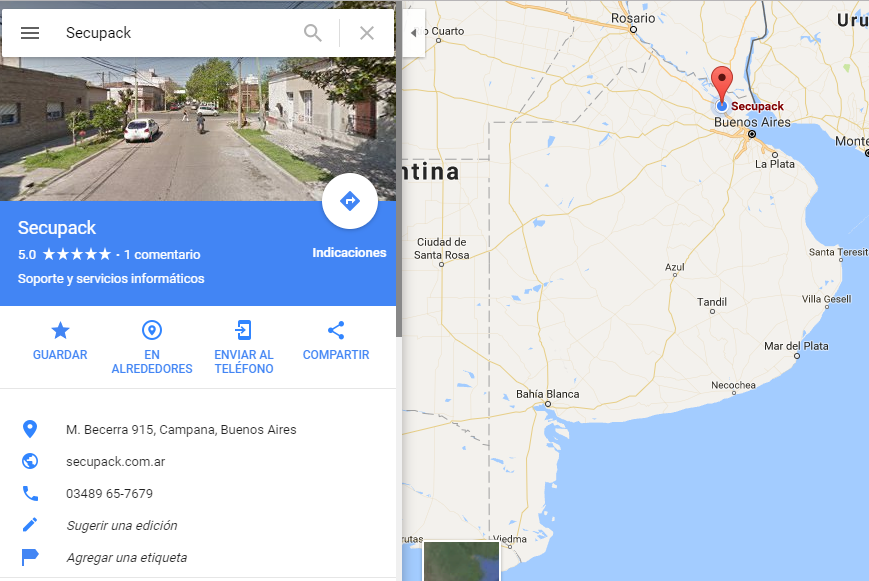 Secupack
Secupack
5.0 ★★★★★ · 1 comentario
Indicaciones
Soporte y servicios informáticos
GUARDAR
EN
ALREDEDORES
ENVIAR AL
TELÉFONO
COMPARTIR
M. Becerra 915, Campana, Buenos Aires
secupack.com.ar
03489 65-7679
Sugerir una edición
Agregar una etiqueta
Rosario
Uru
o Cuarto
Secupack
Buenos Aires
Monte
La Plata
ntina
Ciudad de
Santa Rosa
Santa Teresit
Azul
Villa Gesell
Tandil
Mar del Plata
Necochea
Bahía Blanca
rutas
Viedma